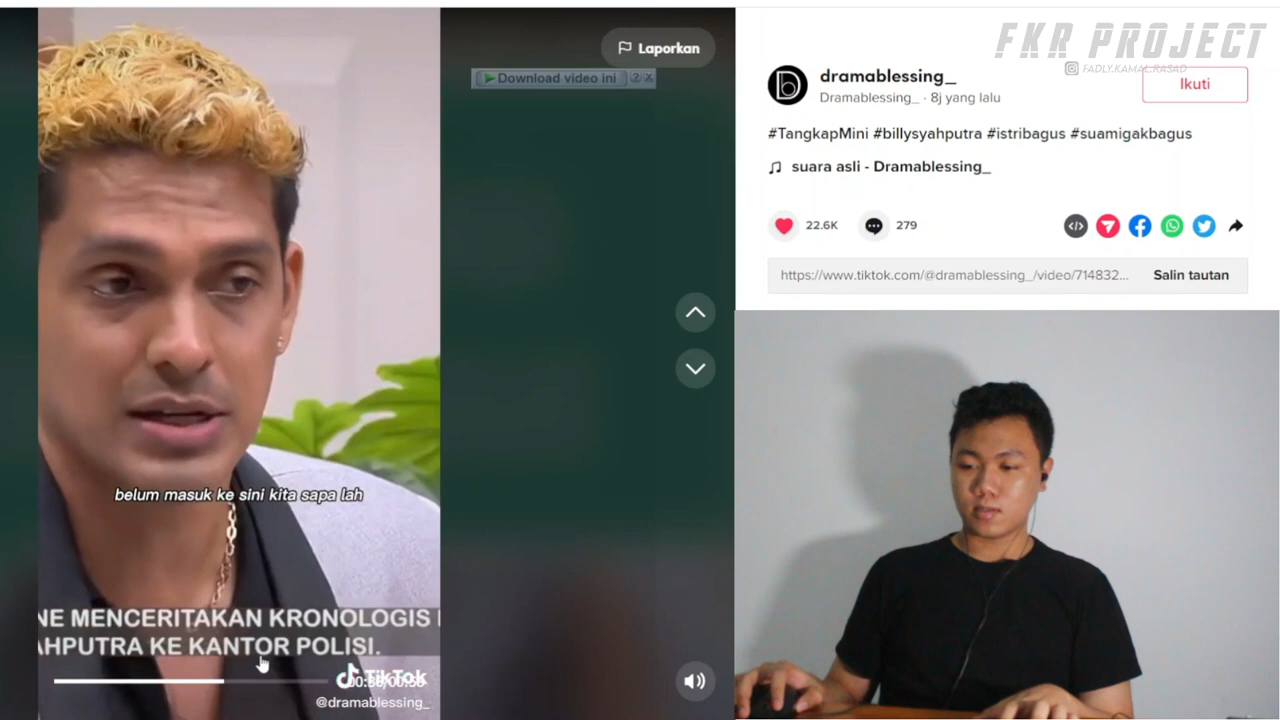 Laporkan
Download video ini
belum masuk ke sini kita sapa lah
NE MENCERITAKAN KRONOLOGIS
AHPUTRA KE KANTOR POLISI.
TikTok
@dramablessing_
FKR PROJECT
FADLY.KAMAL.RASAD
dramablessing_
Dramablessing_ · 8j yang lalu
Ikuti
#TangkapMini #billysyahputra #istribagus #suamigakbagus
suara asli - Dramablessing_
22.6K
279
https://www.tiktok.com/@dramablessing_/video/714832...
Salin tautan